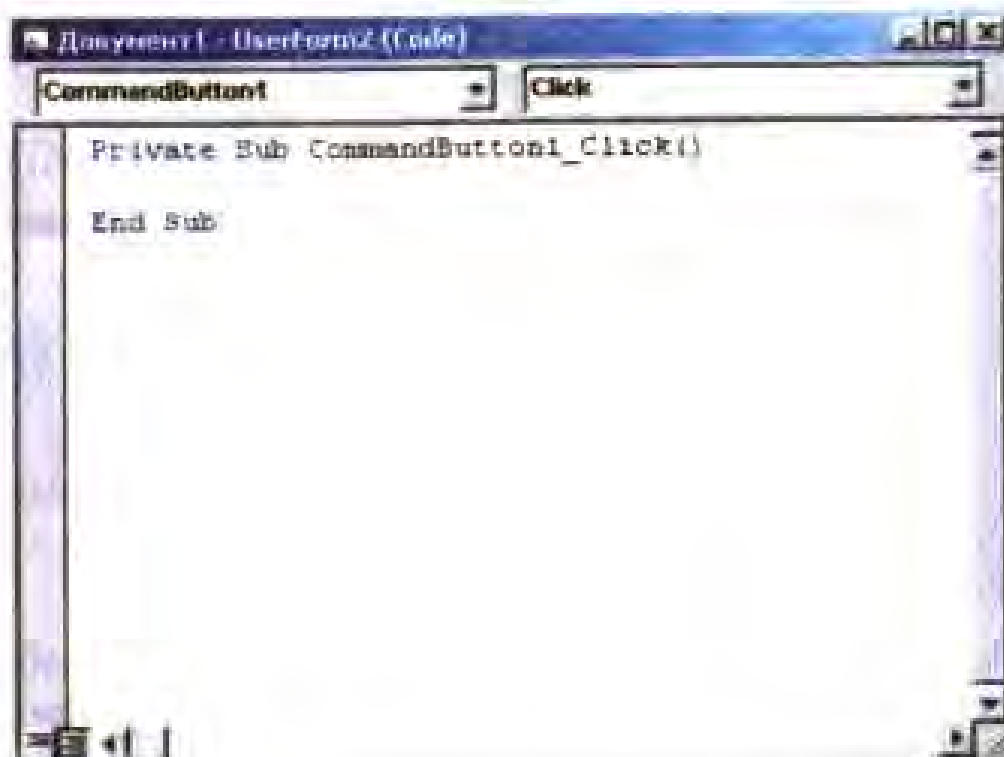 Документ1 - UserForm2 (Code)
CommandButton1 Click
Private Sub CommandButton1_Click()
End Sub